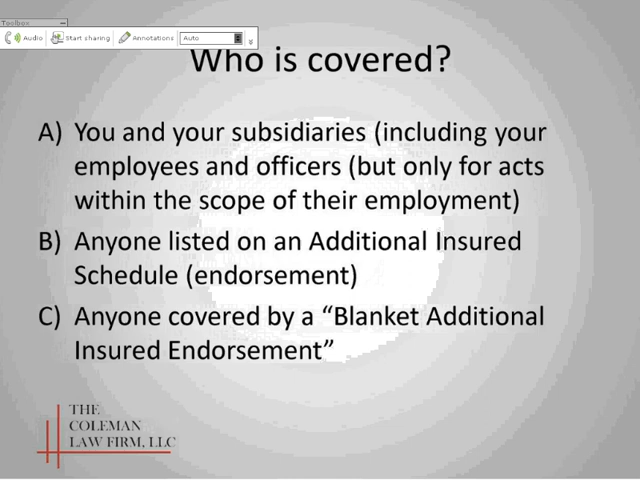 Toolbox
Audio
Start sharing
Annotations
Auto
Who is covered?
A) You and your subsidiaries (including your
employees and officers (but only for acts
within the scope of their employment)
B) Anyone listed on an Additional Insured
Schedule (endorsement)
C) Anyone covered by a “Blanket Additional
Insured Endorsement”
THE
COLEMAN
LAW FIRM, LLC